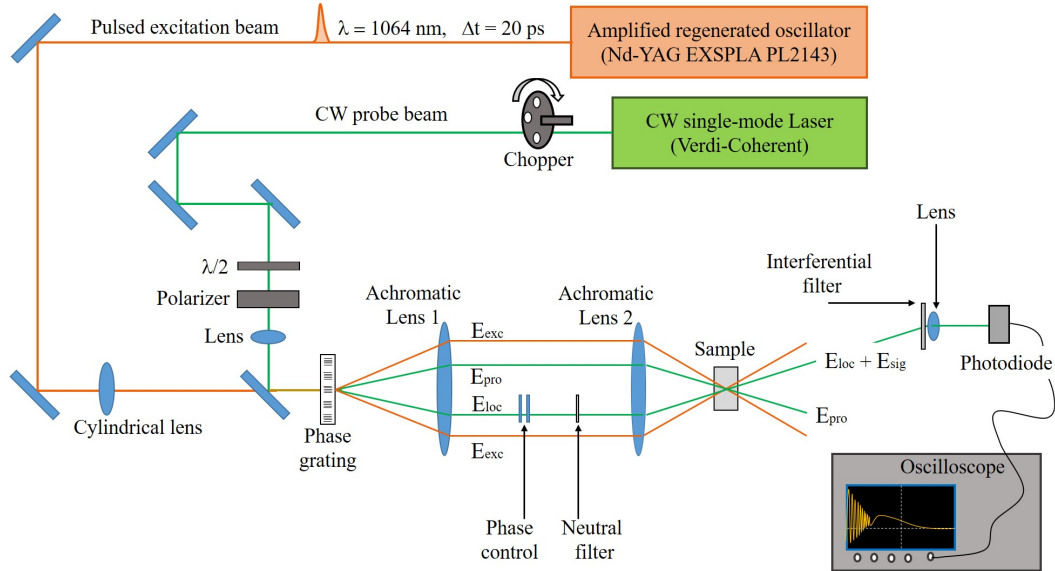 Pulsed excitation beam
λ = 1064 nm, Δt = 20 ps
Amplified regenerated oscillator
(Nd-YAG EXSPLA PL2143)
CW probe beam
Chopper
CW single-mode Laser
(Verdi-Coherent)
λ/2
Polarizer
Lens
Cylindrical lens
Phase
grating
Achromatic
Lens 1
Achromatic
Lens 2
Eexc
Epro
Eloc
Eexc
Phase
control
Neutral
filter
Sample
Interferential
filter
Lens
Eloc + Esig
Photodiode
Epro
Oscilloscope